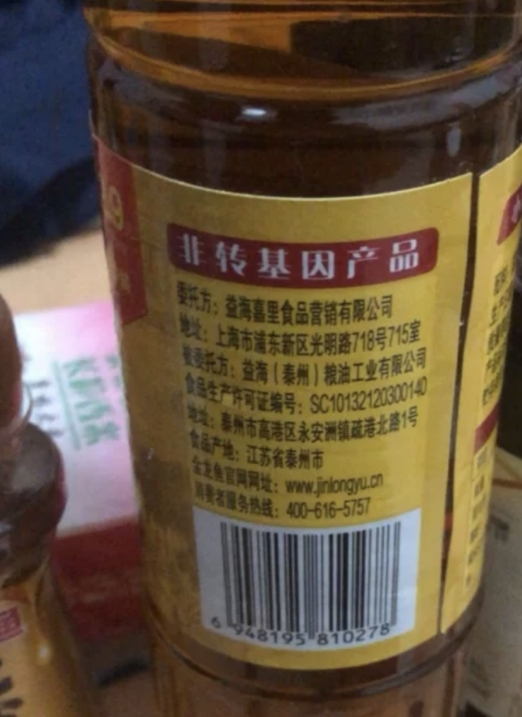 非转基因产品
委托方：益海嘉里食品营销有限公司
地址：上海市浦东新区光明路718号715室
被委托方：益海（泰州）粮油工业有限公司
食品生产许可证编号：SC10132120300140
地址：泰州市高港区永安洲镇疏港北路1号
食品产地：江苏省泰州市
金龙鱼官网网址：www.jinlongyu.cn
消费者服务热线：400-616-5757
6 948195 810278